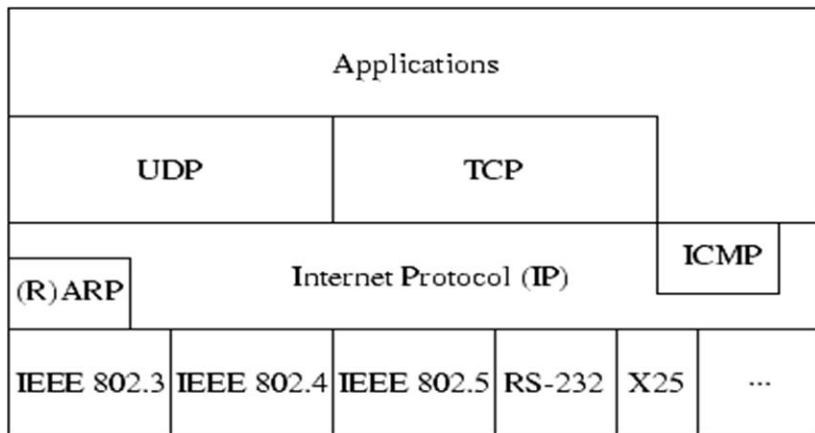 Applications
UDP TCP
ICMP
Internet Protocol (IP)
(R)ARP
IEEE 802.3 IEEE 802.4 IEEE 802.5 RS-232 X25 ...